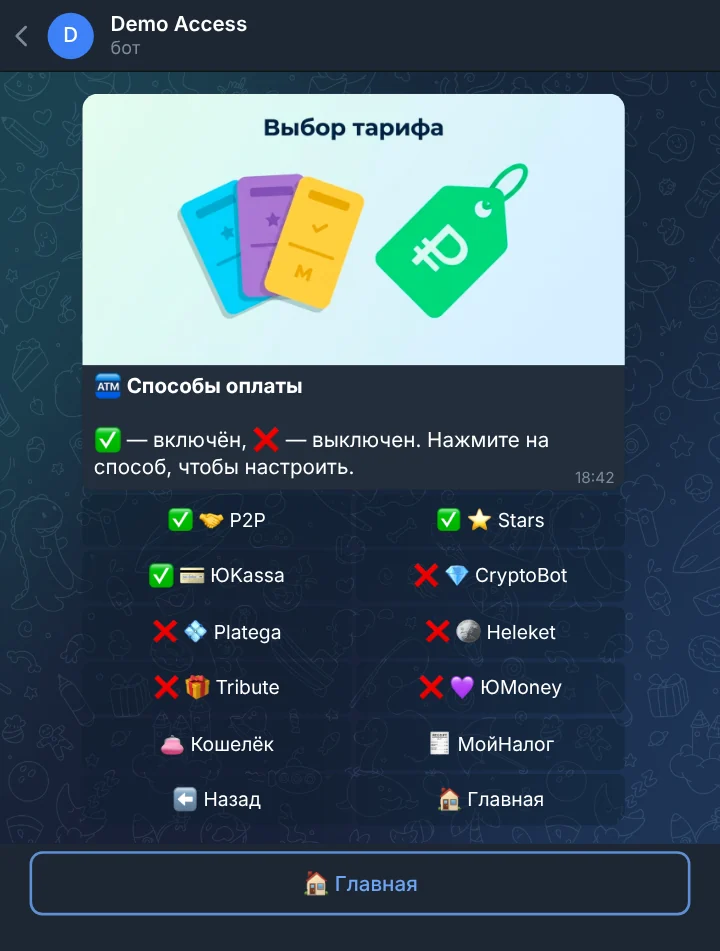 D
Demo Access
бот
Выбор тарифа
M
🏧 Способы оплаты
✅ — включён, ❌ — выключен. Нажмите на
способ, чтобы настроить.
18:42
✅ 🤝 P2P
✅ ⭐ Stars
✅ 💳 ЮKassa
❌ 💎 CryptoBot
❌ 💠 Platega
❌ 🌕 Heleket
❌ 🎁 Tribute
❌ 💜 ЮMoney
👛 Кошелёк
🧾 МойНалог
⬅️ Назад
🏠 Главная
🏠 Главная